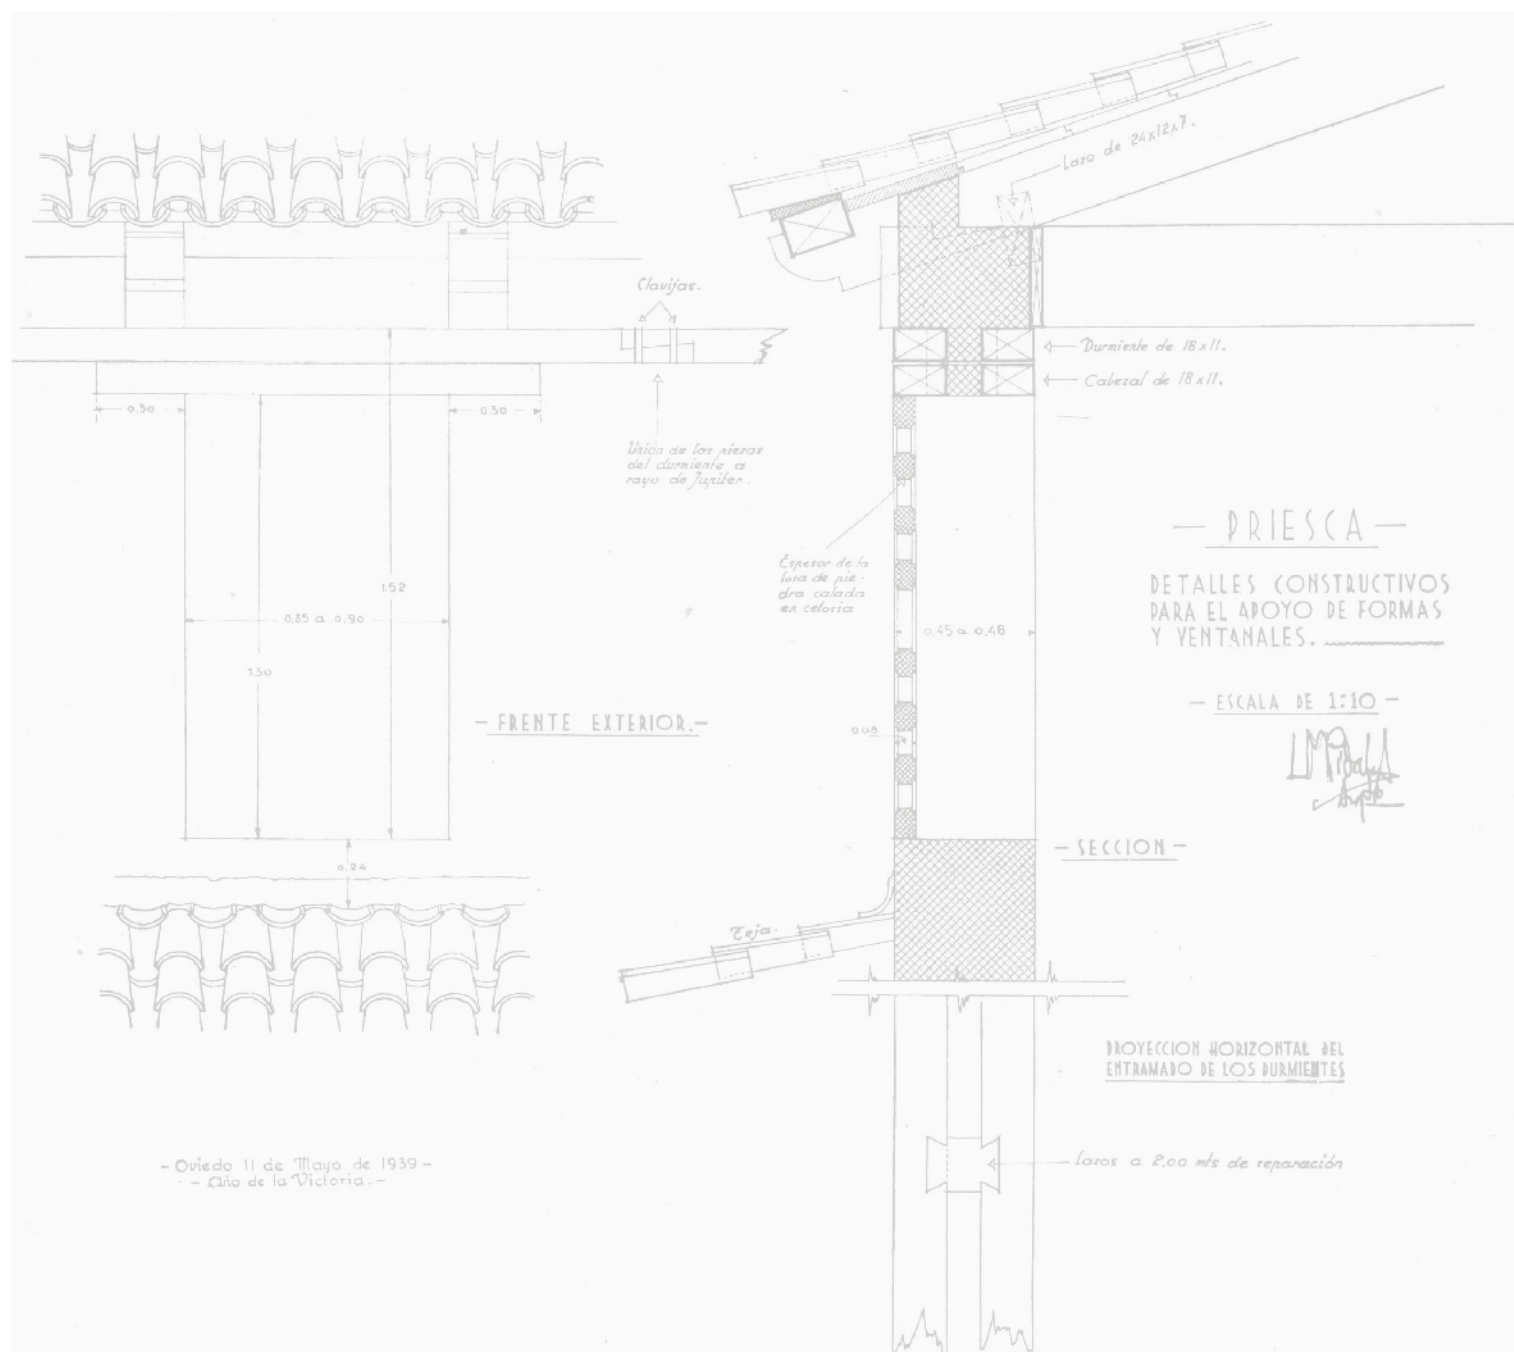 Lazo de 24x12x7.
Clavijas.
Durmiente de 18x11.
Cabezal de 18x11.
0,30
0,30
Unión de las piezas
del durmiente a
rayo de Jupiter.
Espesor de la
losa de pie-
dra calada
en celosia
1.52
0,85 a 0,90
1.30
0,45 a 0,48
0.08
- FRENTE EXTERIOR.-
- PRIESCA -
DETALLES CONSTRUCTIVOS
PARA EL APOYO DE FORMAS
Y VENTANALES.
- ESCALA DE 1:10 -
- SECCION -
0,24
Teja.
PROYECCION HORIZONTAL DEL
ENTRAMADO DE LOS DURMIENTES
Lazos a 2.00 mts de separación
- Oviedo 11 de Mayo de 1939 -
- Año de la Victoria. -